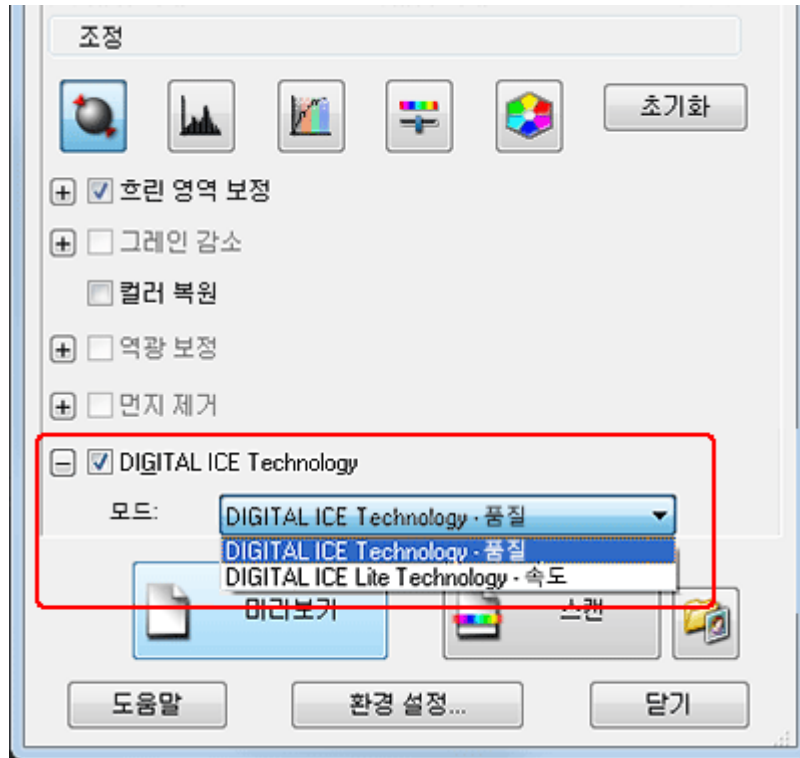 조정
초기화
흐린 영역 보정
그레인 감소
컬러 복원
역광 보정
먼지 제거
DIGITAL ICE Technology
모드: DIGITAL ICE Technology - 품질
DIGITAL ICE Technology - 품질
DIGITAL ICE Lite Technology - 속도
미리보기 스캔
도움말 환경 설정... 닫기